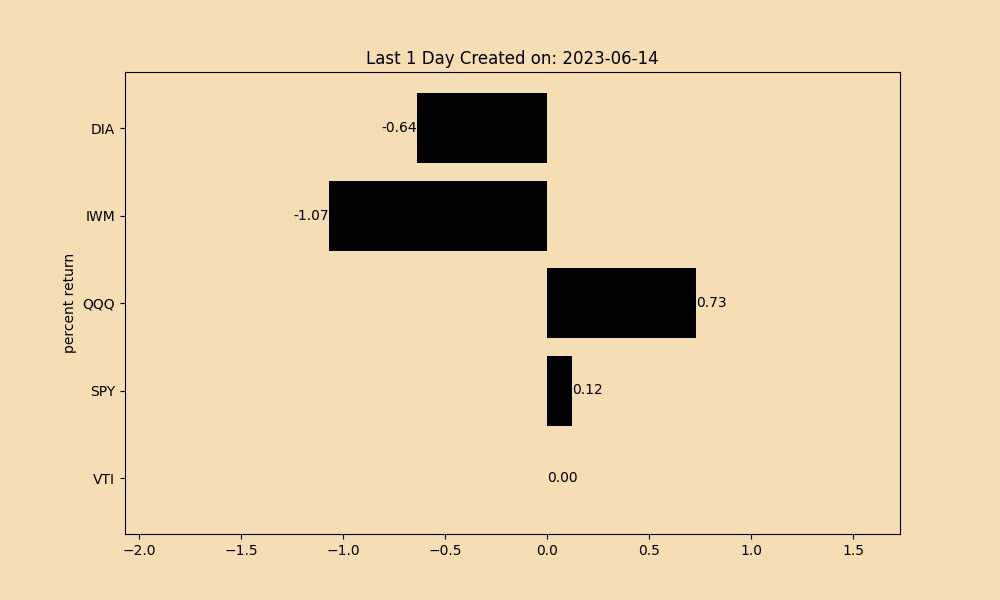 Last 1 Day Created on: 2023-06-14
percent return
DIA
-0.64
IWM
-1.07
QQQ
0.73
SPY
0.12
VTI
0.00
−2.0 −1.5 −1.0 −0.5 0.0 0.5 1.0 1.5